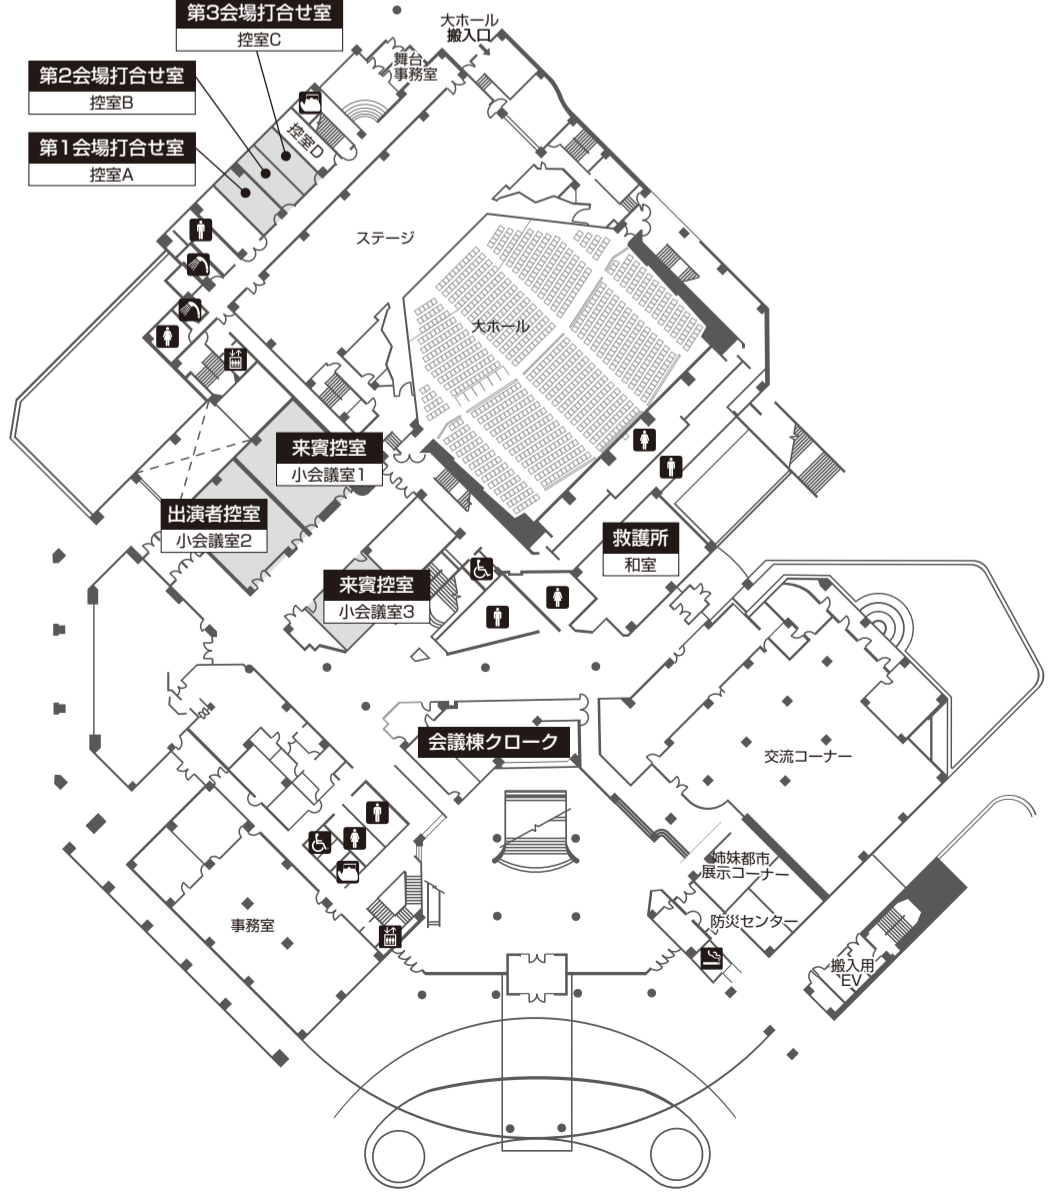 第3会場打合せ室
控室C
大ホール
搬入口
第2会場打合せ室
控室B
舞台
事務室
第1会場打合せ室
控室A
控室D
ステージ
大ホール
来賓控室
小会議室1
出演者控室
小会議室2
救護所
和室
来賓控室
小会議室3
会議棟クローク
交流コーナー
姉妹都市
展示コーナー
防災センター
事務室
搬入用
EV